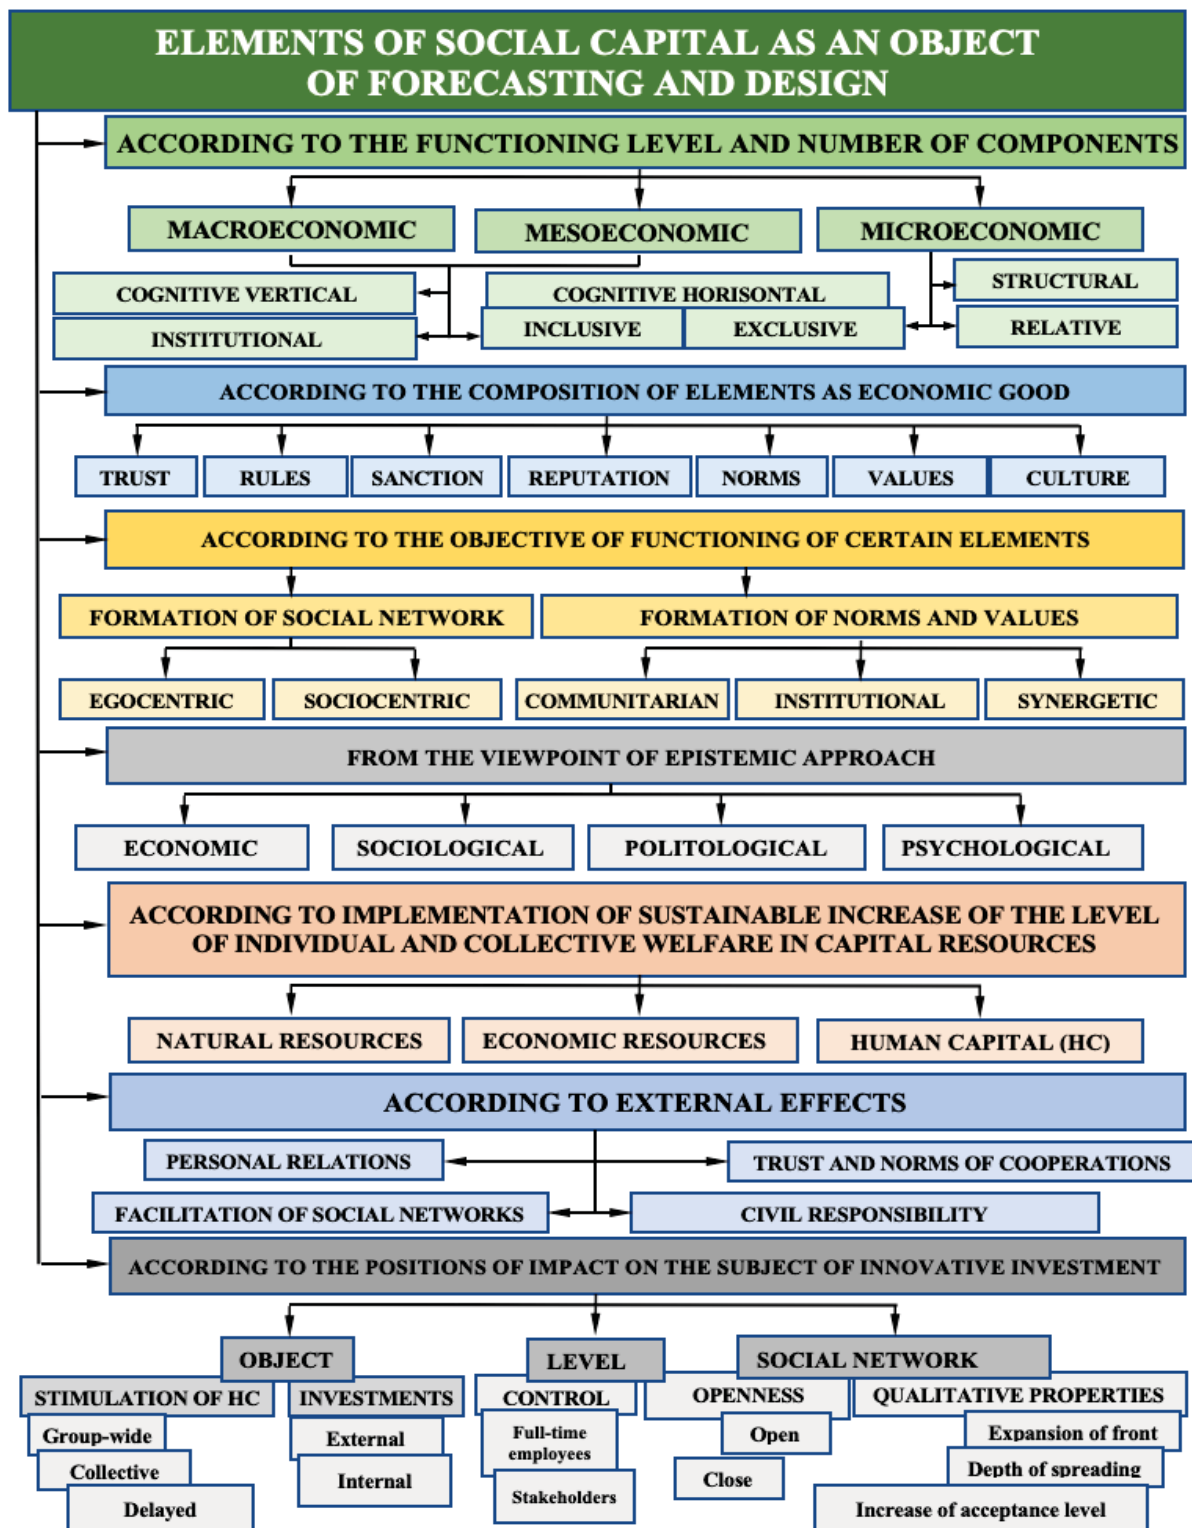 ELEMENTS OF SOCIAL CAPITAL AS AN OBJECT
OF FORECASTING AND DESIGN
ACCORDING TO THE FUNCTIONING LEVEL AND NUMBER OF COMPONENTS
MACROECONOMIC
MESOECONOMIC
MICROECONOMIC
COGNITIVE VERTICAL
COGNITIVE HORISONTAL
STRUCTURAL
INSTITUTIONAL
INCLUSIVE
EXCLUSIVE
RELATIVE
ACCORDING TO THE COMPOSITION OF ELEMENTS AS ECONOMIC GOOD
TRUST
RULES
SANCTION
REPUTATION
NORMS
VALUES
CULTURE
ACCORDING TO THE OBJECTIVE OF FUNCTIONING OF CERTAIN ELEMENTS
FORMATION OF SOCIAL NETWORK
FORMATION OF NORMS AND VALUES
EGOCENTRIC
SOCIOCENTRIC
COMMUNITARIAN
INSTITUTIONAL
SYNERGETIC
FROM THE VIEWPOINT OF EPISTEMIC APPROACH
ECONOMIC
SOCIOLOGICAL
POLITOLOGICAL
PSYCHOLOGICAL
ACCORDING TO IMPLEMENTATION OF SUSTAINABLE INCREASE OF THE LEVEL
OF INDIVIDUAL AND COLLECTIVE WELFARE IN CAPITAL RESOURCES
NATURAL RESOURCES
ECONOMIC RESOURCES
HUMAN CAPITAL (HC)
ACCORDING TO EXTERNAL EFFECTS
PERSONAL RELATIONS
TRUST AND NORMS OF COOPERATIONS
FACILITATION OF SOCIAL NETWORKS
CIVIL RESPONSIBILITY
ACCORDING TO THE POSITIONS OF IMPACT ON THE SUBJECT OF INNOVATIVE INVESTMENT
OBJECT
LEVEL
SOCIAL NETWORK
STIMULATION OF HC
INVESTMENTS
CONTROL
OPENNESS
QUALITATIVE PROPERTIES
Group-wide
External
Full-time
employees
Open
Expansion of front
Collective
Internal
Stakeholders
Close
Depth of spreading
Delayed
Increase of acceptance level